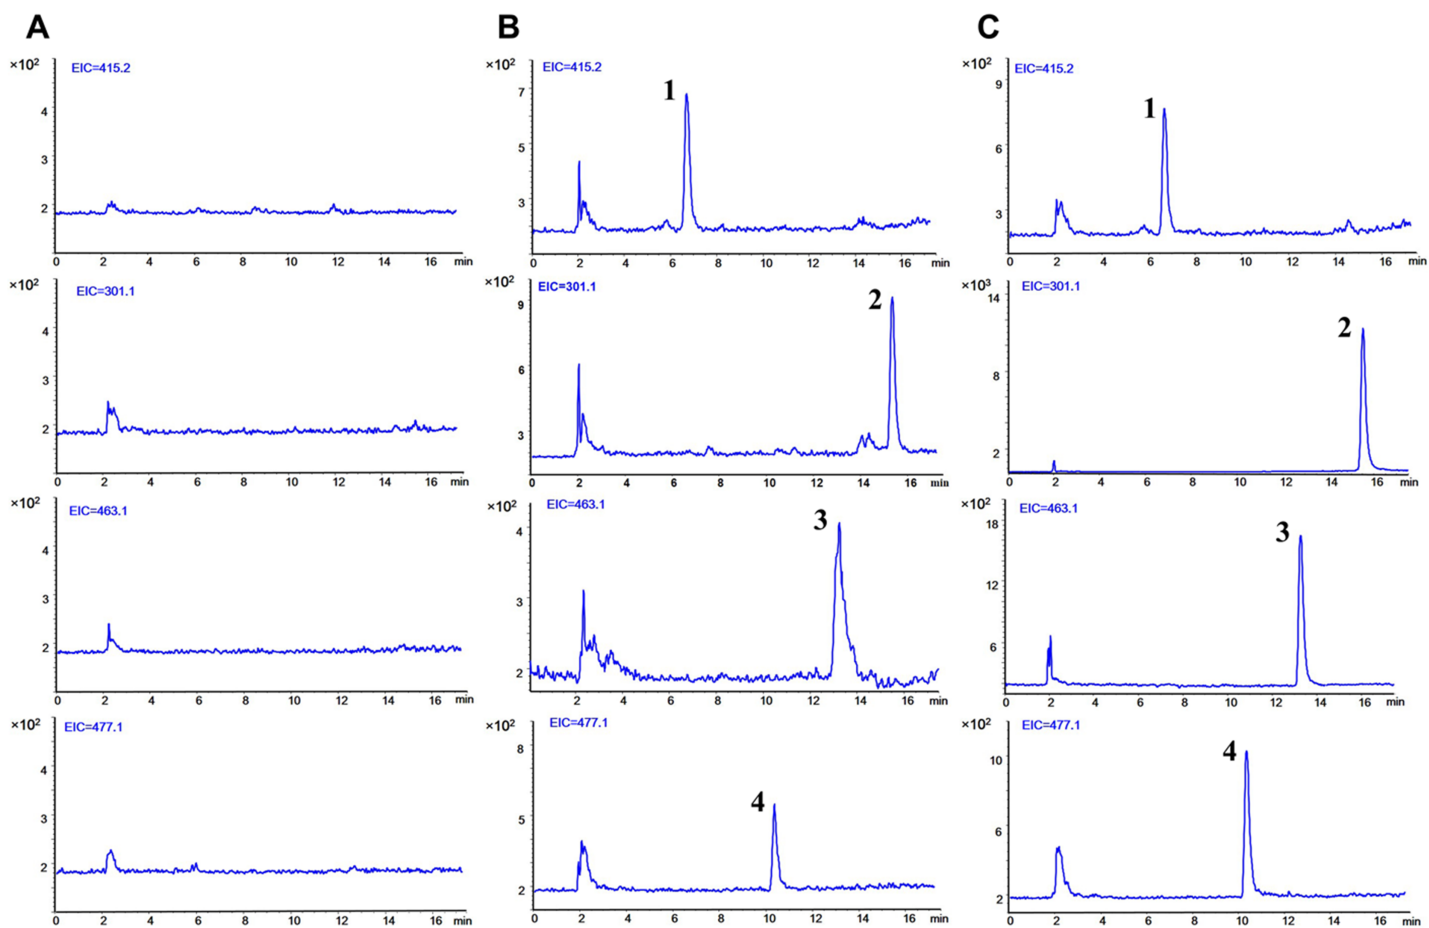 A B C
×10² EIC=415.2
4
3
2
0 2 4 6 8 10 12 14 16 min
×10² EIC=415.2
7
1
5
3
0 2 4 6 8 10 12 14 16 min
×10² EIC=415.2
9
1
6
3
0 2 4 6 8 10 12 14 16 min
×10² EIC=301.1
4
3
2
0 2 4 6 8 10 12 14 16 min
×10² EIC=301.1
9
2
6
3
0 2 4 6 8 10 12 14 16 min
×10³ EIC=301.1
14
2
8
2
0 2 4 6 8 10 12 14 16 min
×10² EIC=463.1
4
3
2
0 2 4 6 8 10 12 14 16 min
×10² EIC=463.1
4
3
3
2
2 4 6 8 10 12 14 16 min
×10² EIC=463.1
18
3
12
6
0 2 4 6 8 10 12 14 16 min
×10² EIC=477.1
4
3
2
0 2 4 6 8 10 12 14 16 min
×10² EIC=477.1
8
4
5
2
0 2 4 6 8 10 12 14 16 min
×10² EIC=477.1
10
4
6
2
0 2 4 6 8 10 12 14 16 min